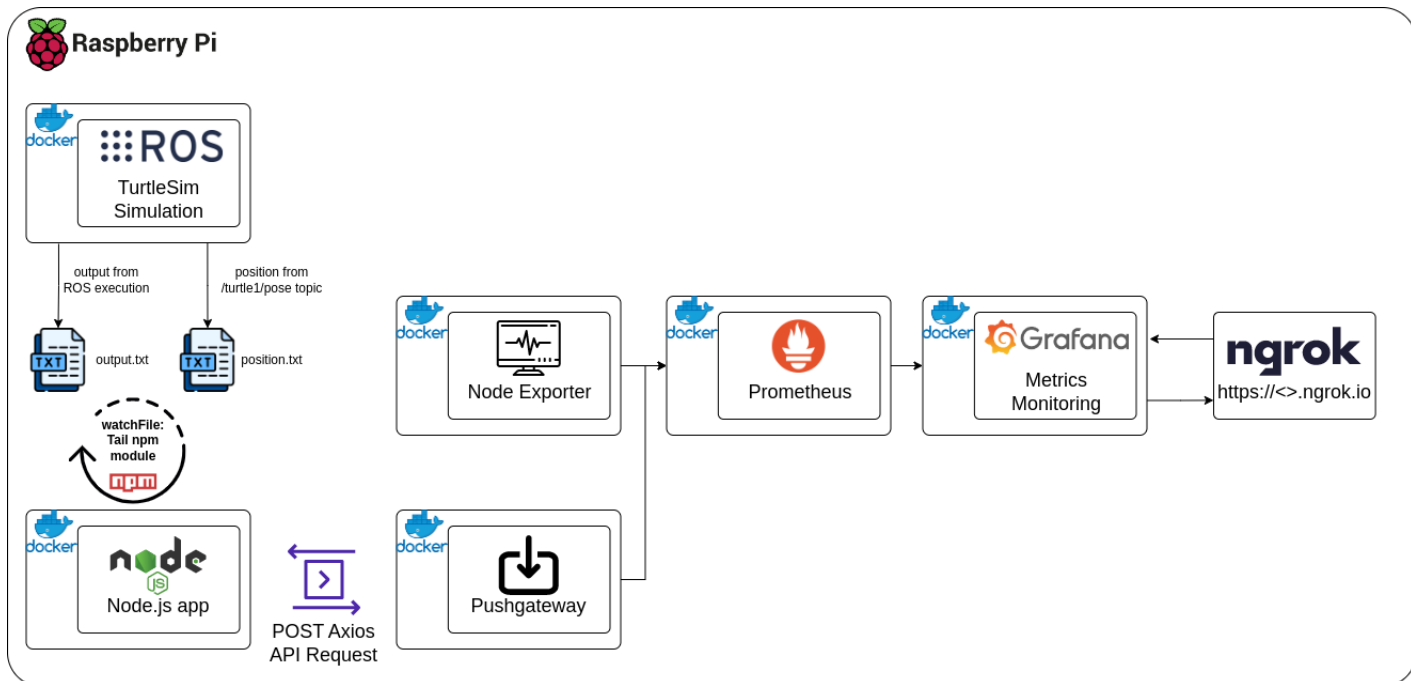 Raspberry Pi
docker
ROS
TurtleSim
Simulation
output from
ROS execution
position from
/turtle1/pose topic
TXT
output.txt
TXT
position.txt
watchFile:
Tail npm
module
npm
docker
node
JS
Node.js app
POST Axios
API Request
docker
Node Exporter
docker
Pushgateway
docker
Prometheus
docker
Grafana
Metrics
Monitoring
ngrok
https://<>.ngrok.io